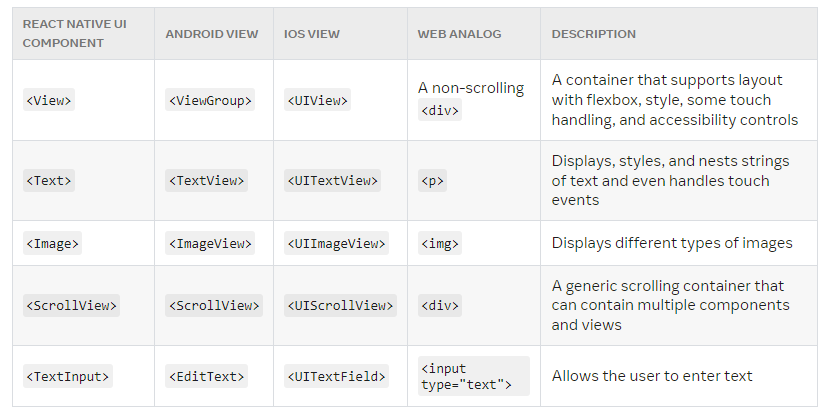 REACT NATIVE UI COMPONENT ANDROID VIEW IOS VIEW WEB ANALOG DESCRIPTION
<View> <ViewGroup> <UIView> A non-scrolling <div> A container that supports layout with flexbox, style, some touch handling, and accessibility controls
<Text> <TextView> <UITextView> <p> Displays, styles, and nests strings of text and even handles touch events
<Image> <ImageView> <UIImageView> <img> Displays different types of images
<ScrollView> <ScrollView> <UIScrollView> <div> A generic scrolling container that can contain multiple components and views
<TextInput> <EditText> <UITextField> <input type="text"> Allows the user to enter text